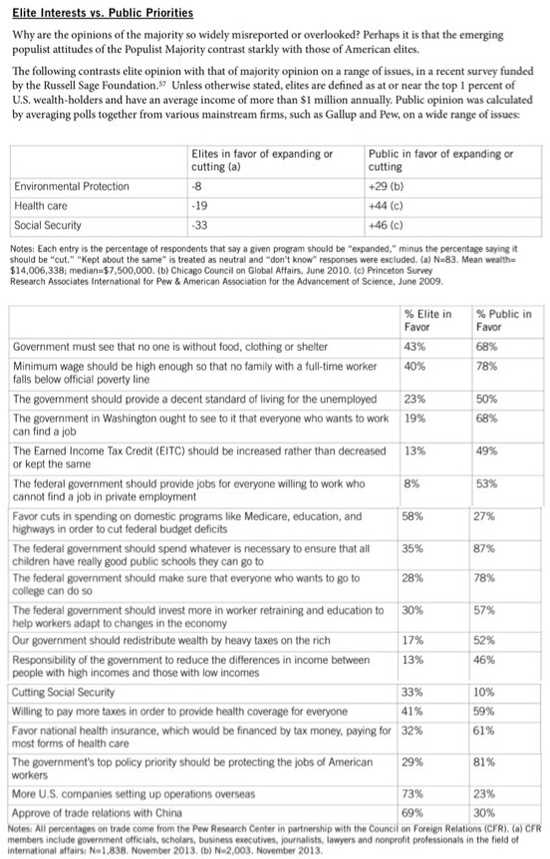 Elite Interests vs. Public Priorities
Why are the opinions of the majority so widely misreported or overlooked? Perhaps it is that the emerging
populist attitudes of the Populist Majority contrast starkly with those of American elites.
The following contrasts elite opinion with that of majority opinion on a range of issues, in a recent survey funded
by the Russell Sage Foundation.57 Unless otherwise stated, elites are defined as at or near the top 1 percent of
U.S. wealth-holders and have an average income of more than $1 million annually. Public opinion was calculated
by averaging polls together from various mainstream firms, such as Gallup and Pew, on a wide range of issues:
Elites in favor of expanding or cutting (a) Public in favor of expanding or cutting
Environmental Protection -8 +29 (b)
Health care -19 +44 (c)
Social Security -33 +46 (c)
Notes: Each entry is the percentage of respondents that say a given program should be "expanded," minus the percentage saying it
should be "cut." "Kept about the same" is treated as neutral and "don't know" responses were excluded. (a) N=83. Mean wealth=
$14,006,338; median=$7,500,000. (b) Chicago Council on Global Affairs, June 2010. (c) Princeton Survey
Research Associates International for Pew & American Association for the Advancement of Science, June 2009.
% Elite in Favor % Public in Favor
Government must see that no one is without food, clothing or shelter 43% 68%
Minimum wage should be high enough so that no family with a full-time worker 40% 78%
falls below official poverty line
The government should provide a decent standard of living for the unemployed 23% 50%
The government in Washington ought to see to it that everyone who wants to work 19% 68%
can find a job
The Earned Income Tax Credit (EITC) should be increased rather than decreased 13% 49%
or kept the same
The federal government should provide jobs for everyone willing to work who 8% 53%
cannot find a job in private employment
Favor cuts in spending on domestic programs like Medicare, education, and 58% 27%
highways in order to cut federal budget deficits
The federal government should spend whatever is necessary to ensure that all 35% 87%
children have really good public schools they can go to
The federal government should make sure that everyone who wants to go to 28% 78%
college can do so
The federal government should invest more in worker retraining and education to 30% 57%
help workers adapt to changes in the economy
Our government should redistribute wealth by heavy taxes on the rich 17% 52%
Responsibility of the government to reduce the differences in income between 13% 46%
people with high incomes and those with low incomes
Cutting Social Security 33% 10%
Willing to pay more taxes in order to provide health coverage for everyone 41% 59%
Favor national health insurance, which would be financed by tax money, paying for 32% 61%
most forms of health care
The government's top policy priority should be protecting the jobs of American 29% 81%
workers
More U.S. companies setting up operations overseas 73% 23%
Approve of trade relations with China 69% 30%
Notes: All percentages on trade come from the Pew Research Center in partnership with the Council on Foreign Relations (CFR). (a) CFR
members include government officials, scholars, business executives, journalists, lawyers and nonprofit professionals in the field of
international affairs: N=1,838. November 2013. (b) N=2,003. November 2013.